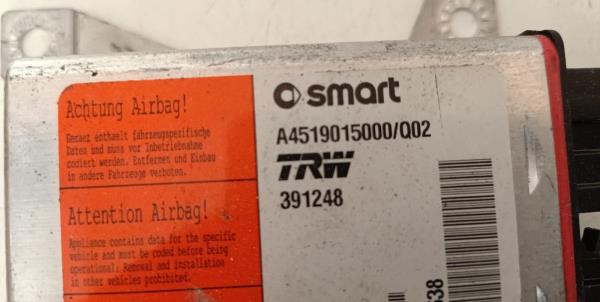 Achtung Airbag!
Geraez enthaelt fahrzeugspezifische
Daten und muss vor Inbetriebnahme
codiert werden. Entfernen und Einbau
in andere Fahrzeuge verboten.
Attention Airbag!
Appliance contains data for the specific
vehicle and must be coded before being
operational; Removal and installation
in other vehicles prohibited.
smart
A4519015000/Q02
TRW
391248